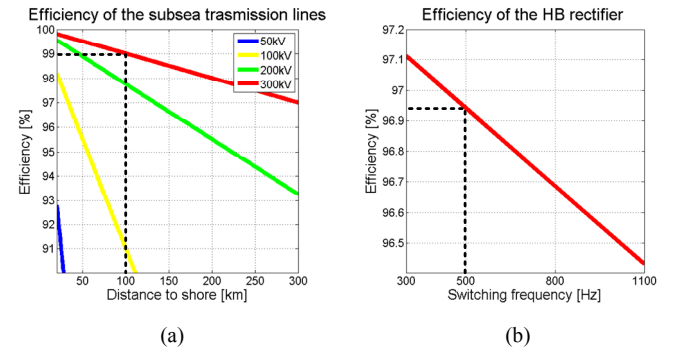 Efficiency of the subsea trasmission lines
100
99
98
97
96
95
94
93
92
91
Efficiency [%]
50kV
100kV
200kV
300kV
50 100 150 200 250 300
Distance to shore [km]
(a)
Efficiency of the HB rectifier
97.2
97.1
97
96.9
96.8
96.7
96.6
96.5
Efficiency [%]
300 500 800 1100
Switching frequency [Hz]
(b)